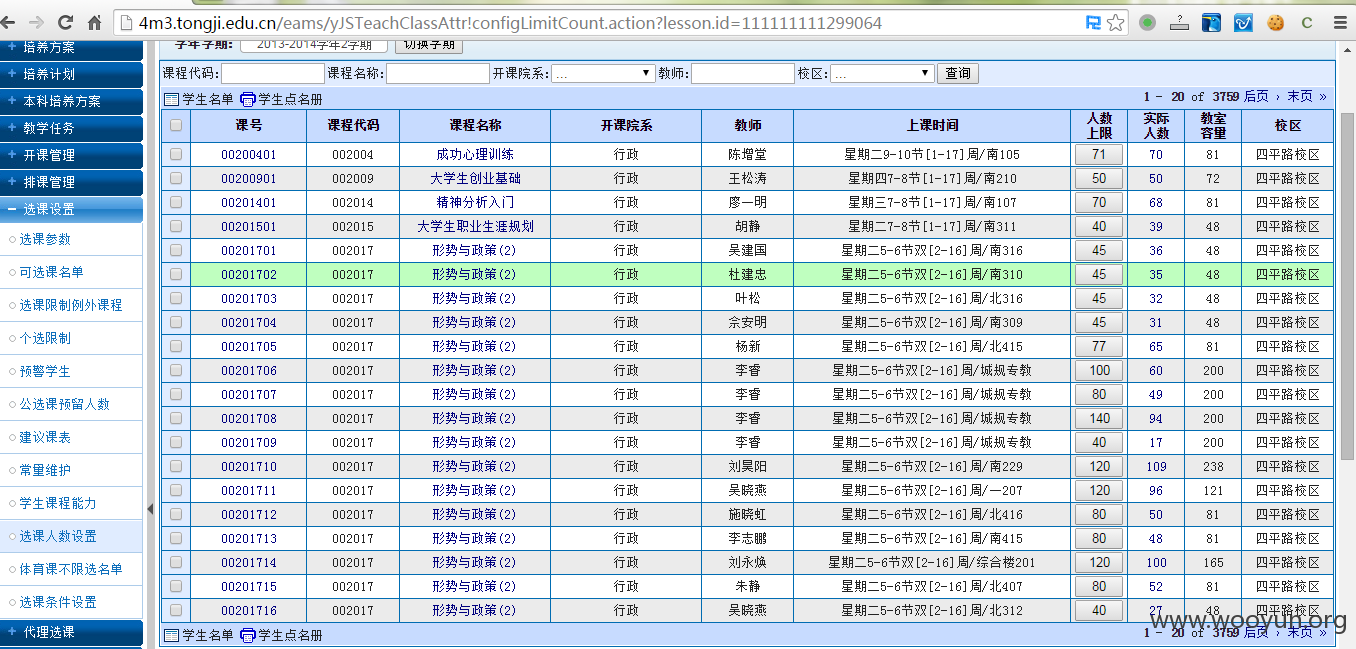 4m3.tongji.edu.cn/eams/yJSTeachClassAttr!configLimitCount.action?lesson.id=111111111299064
学年学期: 2013-2014学年2学期 切换学期
课程代码: 课程名称: 开课院系: ... 教师: 校区: ... 查询
学生名单 学生点名册 1 - 20 of 3759 后页 › 末页 »
课号 课程代码 课程名称 开课院系 教师 上课时间 人数上限 实际人数 教室容量 校区
00200401 002004 成功心理训练 行政 陈增堂 星期二9-10节[1-17]周/南105 71 70 81 四平路校区
00200901 002009 大学生创业基础 行政 王松涛 星期四7-8节[1-17]周/南210 50 50 72 四平路校区
00201401 002014 精神分析入门 行政 廖一明 星期三7-8节[1-17]周/南107 70 68 81 四平路校区
00201501 002015 大学生职业生涯规划 行政 胡静 星期二7-8节[1-17]周/南311 40 39 48 四平路校区
00201701 002017 形势与政策(2) 行政 吴建国 星期二5-6节双[2-16]周/南316 45 36 48 四平路校区
00201702 002017 形势与政策(2) 行政 杜建忠 星期二5-6节双[2-16]周/南310 45 35 48 四平路校区
00201703 002017 形势与政策(2) 行政 叶松 星期二5-6节双[2-16]周/北316 45 32 48 四平路校区
00201704 002017 形势与政策(2) 行政 佘安明 星期二5-6节双[2-16]周/南309 45 31 48 四平路校区
00201705 002017 形势与政策(2) 行政 杨新 星期二5-6节双[2-16]周/北415 77 65 81 四平路校区
00201706 002017 形势与政策(2) 行政 李睿 星期二5-6节双[2-16]周/城规专教 100 60 200 四平路校区
00201707 002017 形势与政策(2) 行政 李睿 星期二5-6节双[2-16]周/城规专教 80 49 200 四平路校区
00201708 002017 形势与政策(2) 行政 李睿 星期二5-6节双[2-16]周/城规专教 140 94 200 四平路校区
00201709 002017 形势与政策(2) 行政 李睿 星期二5-6节双[2-16]周/城规专教 40 17 200 四平路校区
00201710 002017 形势与政策(2) 行政 刘昊阳 星期二5-6节双[2-16]周/南229 120 109 238 四平路校区
00201711 002017 形势与政策(2) 行政 吴晓燕 星期二5-6节双[2-16]周/一207 120 96 121 四平路校区
00201712 002017 形势与政策(2) 行政 施晓虹 星期二5-6节双[2-16]周/北416 80 50 81 四平路校区
00201713 002017 形势与政策(2) 行政 李志鹏 星期二5-6节双[2-16]周/南415 80 48 81 四平路校区
00201714 002017 形势与政策(2) 行政 刘永焕 星期二5-6节双[2-16]周/综合楼201 120 100 165 四平路校区
00201715 002017 形势与政策(2) 行政 朱静 星期二5-6节双[2-16]周/北407 80 52 81 四平路校区
00201716 002017 形势与政策(2) 行政 吴晓燕 星期二5-6节双[2-16]周/北312 40 27 48 四平路校区
学生名单 学生点名册 1 - 20 of 3759 后页 › 末页 »
培养方案
培养计划
本科培养方案
教学任务
开课管理
排课管理
选课设置
选课参数
可选课名单
选课限制例外课程
个选限制
预警学生
公选课预留人数
建议课表
常量维护
学生课程能力
选课人数设置
体育课不限选名单
选课条件设置
代理选课
www.wooyun.org